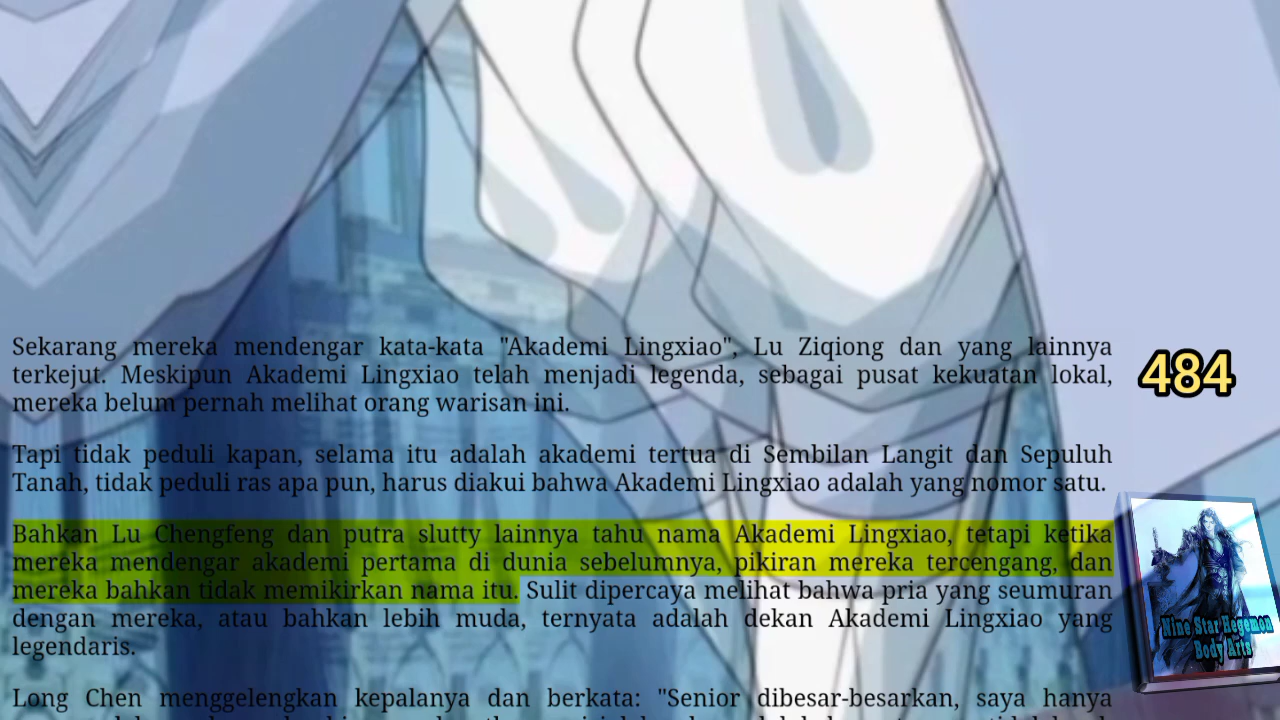 Sekarang mereka mendengar kata-kata "Akademi Lingxiao", Lu Ziqiong dan yang lainnya
terkejut. Meskipun Akademi Lingxiao telah menjadi legenda, sebagai pusat kekuatan lokal,
mereka belum pernah melihat orang warisan ini.
484
Tapi tidak peduli kapan, selama itu adalah akademi tertua di Sembilan Langit dan Sepuluh
Tanah, tidak peduli ras apa pun, harus diakui bahwa Akademi Lingxiao adalah yang nomor satu.
Bahkan Lu Chengfeng dan putra slutty lainnya tahu nama Akademi Lingxiao, tetapi ketika
mereka mendengar akademi pertama di dunia sebelumnya, pikiran mereka tercengang, dan
mereka bahkan tidak memikirkan nama itu. Sulit dipercaya melihat bahwa pria yang seumuran
dengan mereka, atau bahkan lebih muda, ternyata adalah dekan Akademi Lingxiao yang
legendaris.
Nine Star Hegemon
Body Arts
Long Chen menggelengkan kepalanya dan berkata: "Senior dibesar-besarkan, saya hanya